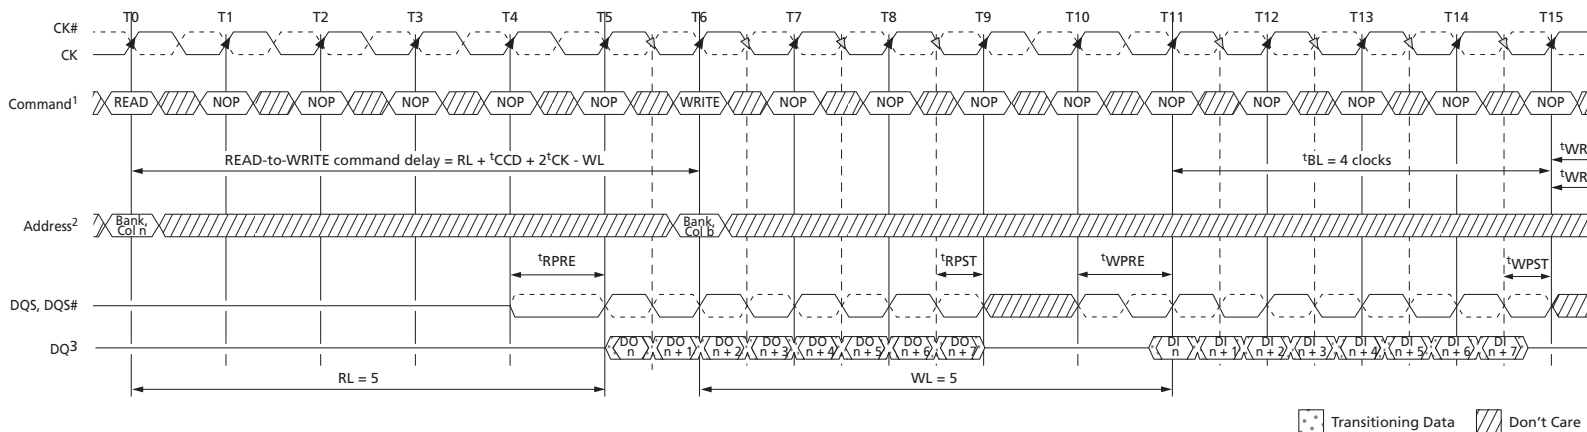 T0 T1 T2 T3 T4 T5 T6 T7 T8 T9 T10 T11 T12 T13 T14 T15
CK#
CK
Command1 READ NOP NOP NOP NOP NOP WRITE NOP NOP NOP NOP NOP NOP NOP NOP NOP
READ-to-WRITE command delay = RL + tCCD + 2tCK - WL
tBL = 4 clocks
tWR
tWR
Address2 Bank, Col n Bank, Col b
tRPRE tRPST tWPRE tWPST
DQS, DQS#
DQ3 DO n DO n + 1 DO n + 2 DO n + 3 DO n + 4 DO n + 5 DO n + 6 DO n + 7 DI n DI n + 1 DI n + 2 DI n + 3 DI n + 4 DI n + 5 DI n + 6 DI n + 7
RL = 5 WL = 5
Transitioning Data Don't Care